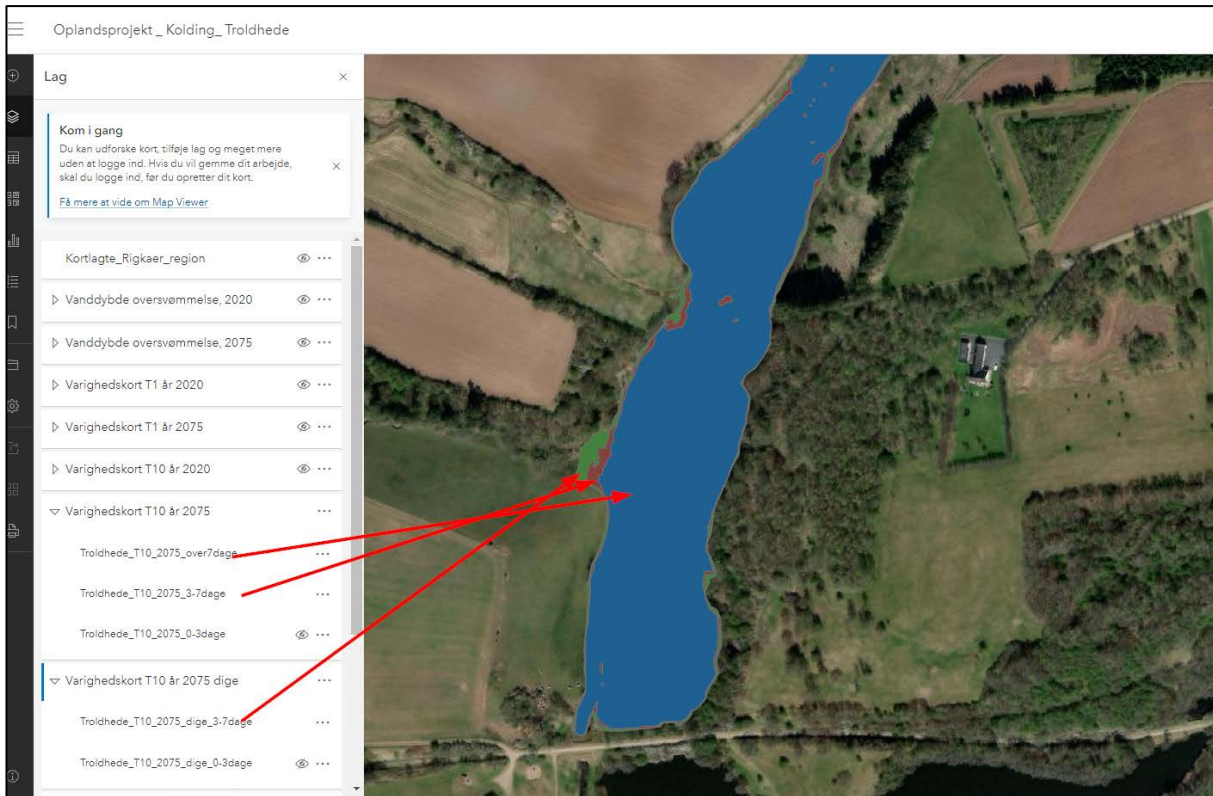 Oplandsprojekt _ Kolding_ Troldhede
Lag
Kom i gang
Du kan udforske kort, tilføje lag og meget mere
uden at logge ind. Hvis du vil gemme dit arbejde,
skal du logge ind, før du opretter dit kort.
Få mere at vide om Map Viewer
Kortlagte_Rigkaer_region
Vanddybde oversvømmelse, 2020
Vanddybde oversvømmelse, 2075
Varighedskort T1 år 2020
Varighedskort T1 år 2075
Varighedskort T10 år 2020
Varighedskort T10 år 2075
Troldhede_T10_2075_over7dage
Troldhede_T10_2075_3-7dage
Troldhede_T10_2075_0-3dage
Varighedskort T10 år 2075 dige
Troldhede_T10_2075_dige_3-7dage
Troldhede_T10_2075_dige_0-3dage